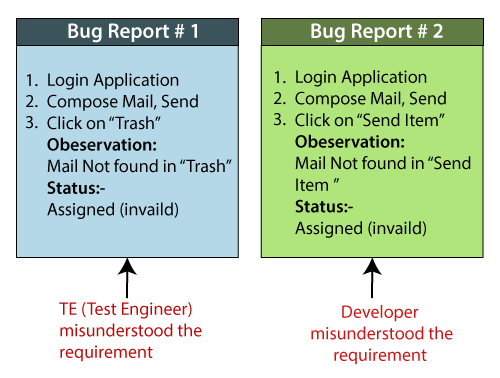 Bug Report # 1
1. Login Application
2. Compose Mail, Send
3. Click on “Trash”
Obeservation:
Mail Not found in “Trash”
Status:-
Assigned (invaild)
TE (Test Engineer)
misunderstood the
requirement
Bug Report # 2
1. Login Application
2. Compose Mail, Send
3. Click on “Send Item”
Obeservation:
Mail Not found in “Send
Item ”
Status:-
Assigned (invaild)
Developer
misunderstood the
requirement